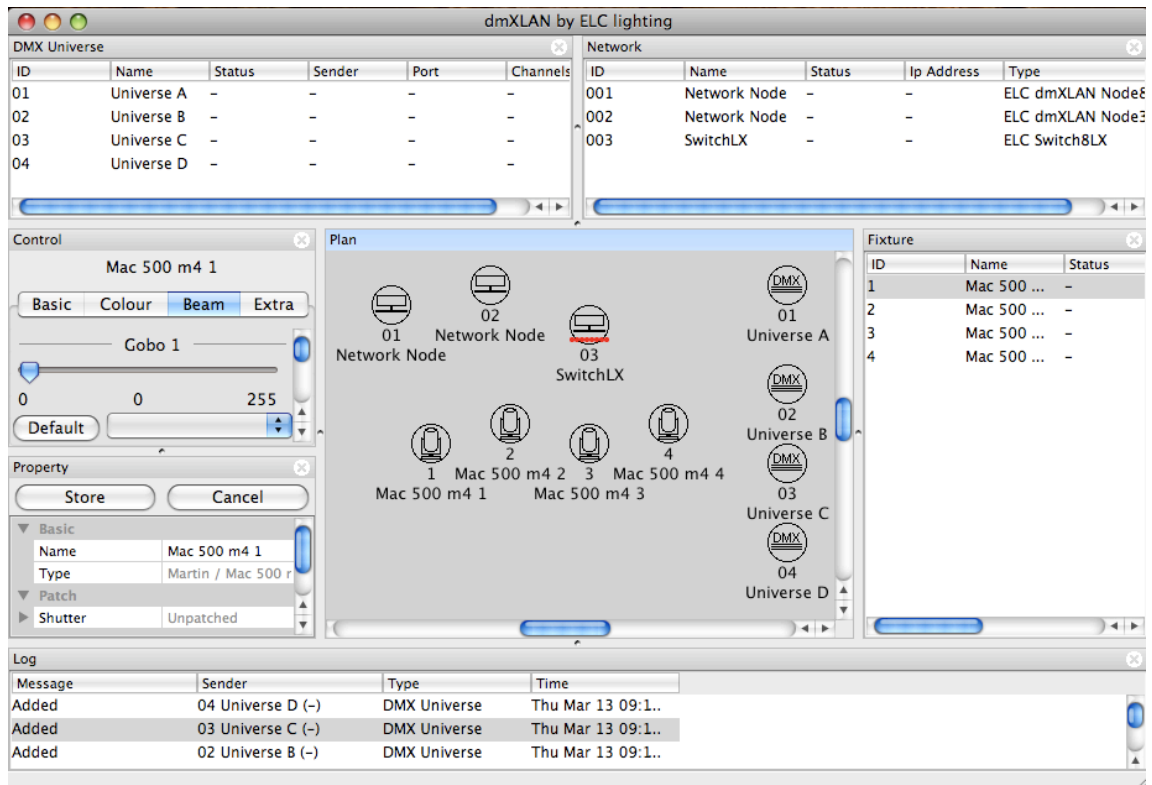 dmXLAN by ELC lighting
DMX Universe
ID Name Status Sender Port Channels
01 Universe A – – – –
02 Universe B – – – –
03 Universe C – – – –
04 Universe D – – – –
Network
ID Name Status Ip Address Type
001 Network Node – – ELC dmXLAN Node8
002 Network Node – – ELC dmXLAN Node3
003 SwitchLX – – ELC Switch8LX
Control
Mac 500 m4 1
Basic Colour Beam Extra
Gobo 1
0 0 255
Default
Property
Store Cancel
Basic
Name Mac 500 m4 1
Type Martin / Mac 500 r
Patch
Shutter Unpatched
Plan
01
Network Node
02
Network Node
03
SwitchLX
1
Mac 500 m4 1
2
Mac 500 m4 2
3
Mac 500 m4 3
4
Mac 500 m4 4
DMX
01
Universe A
DMX
02
Universe B
DMX
03
Universe C
DMX
04
Universe D
Fixture
ID Name Status
1 Mac 500 ... –
2 Mac 500 ... –
3 Mac 500 ... –
4 Mac 500 ... –
Log
Message Sender Type Time
Added 04 Universe D (–) DMX Universe Thu Mar 13 09:1..
Added 03 Universe C (–) DMX Universe Thu Mar 13 09:1..
Added 02 Universe B (–) DMX Universe Thu Mar 13 09:1..